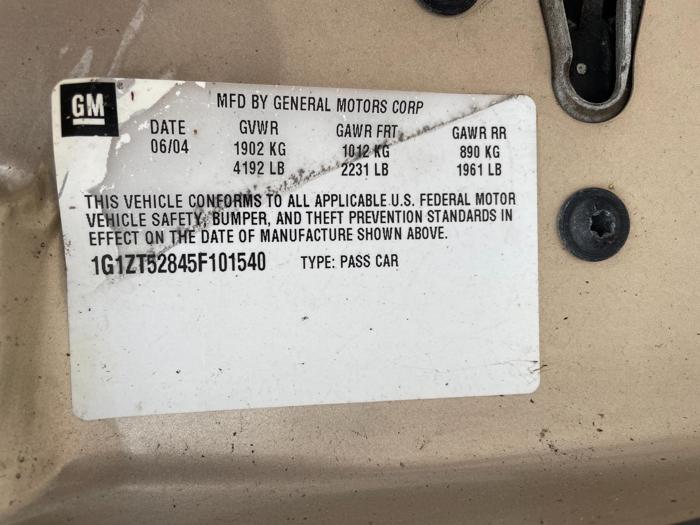 GM
MFD BY GENERAL MOTORS CORP
DATE GVWR GAWR FRT GAWR RR
06/04 1902 KG 1012 KG 890 KG
4192 LB 2231 LB 1961 LB
THIS VEHICLE CONFORMS TO ALL APPLICABLE U.S. FEDERAL MOTOR
VEHICLE SAFETY, BUMPER, AND THEFT PREVENTION STANDARDS IN
EFFECT ON THE DATE OF MANUFACTURE SHOWN ABOVE.
1G1ZT52845F101540 TYPE: PASS CAR